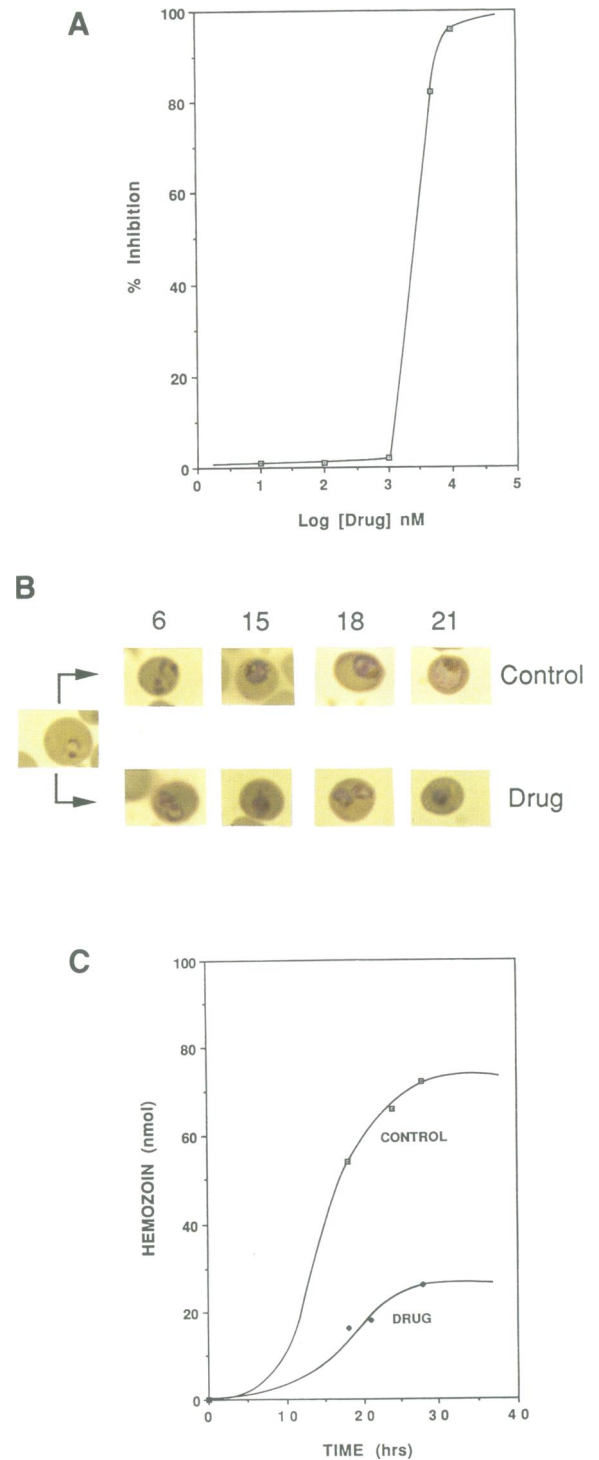 A
100
80
60
40
20
0
% Inhibition
0 1 2 3 4 5
Log [Drug] nM
B
6 15 18 21
Control
Drug
C
100
80
60
40
20
0
HEMOZOIN (nmol)
CONTROL
DRUG
0 10 20 30 40
TIME (hrs)